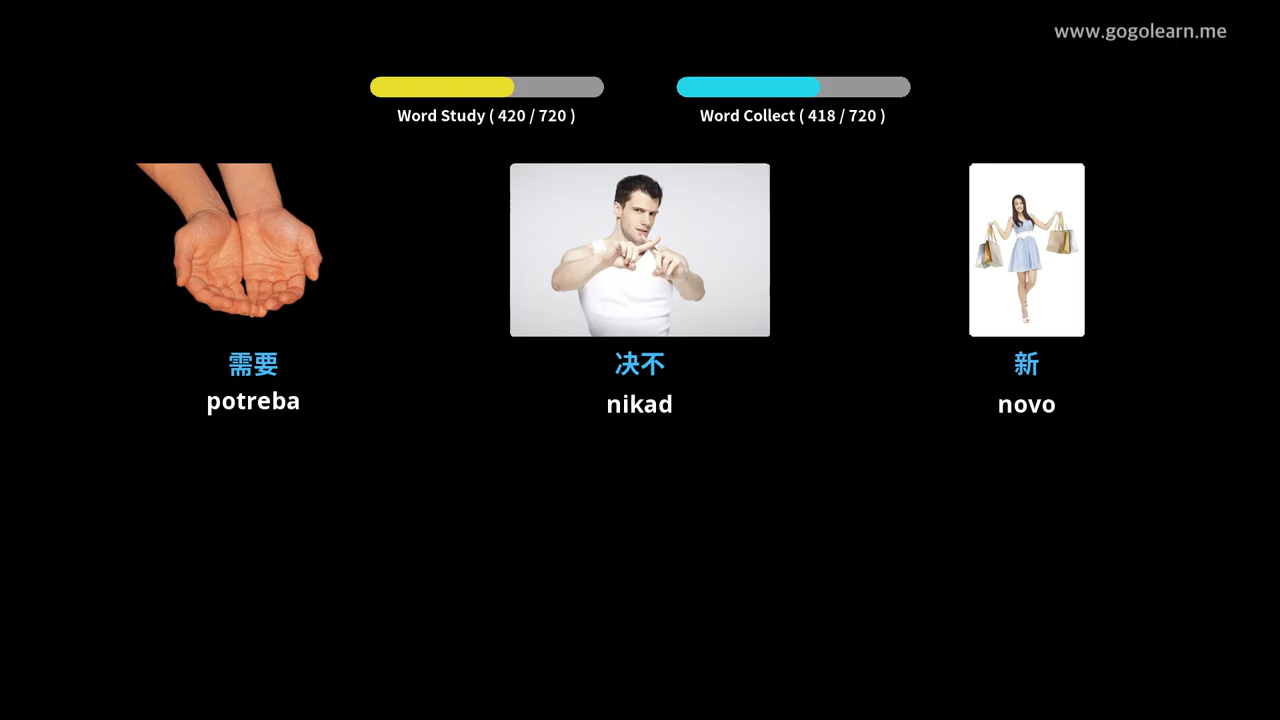 www.gogolearn.me
Word Study ( 420 / 720 )
Word Collect ( 418 / 720 )
需要
决不
新
potreba
nikad
novo